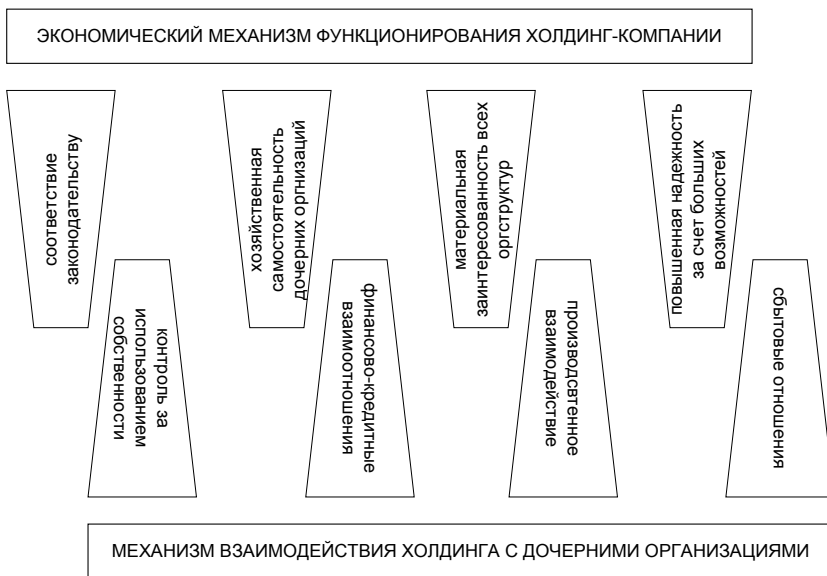 ЭКОНОМИЧЕСКИЙ МЕХАНИЗМ ФУНКЦИОНИРОВАНИЯ ХОЛДИНГ-КОМПАНИИ
соответствие
законодательству
хозяйственная
самостоятельность
дочерних оргнизаций
материальная
заинтересованность всех
оргструктур
повышенная надежность
за счет больших
возможностей
контроль за
использованием
собственности
финансово-кредитные
взаимоотношения
производсвтенное
взаимодействие
сбытовые отношения
МЕХАНИЗМ ВЗАИМОДЕЙСТВИЯ ХОЛДИНГА С ДОЧЕРНИМИ ОРГАНИЗАЦИЯМИ